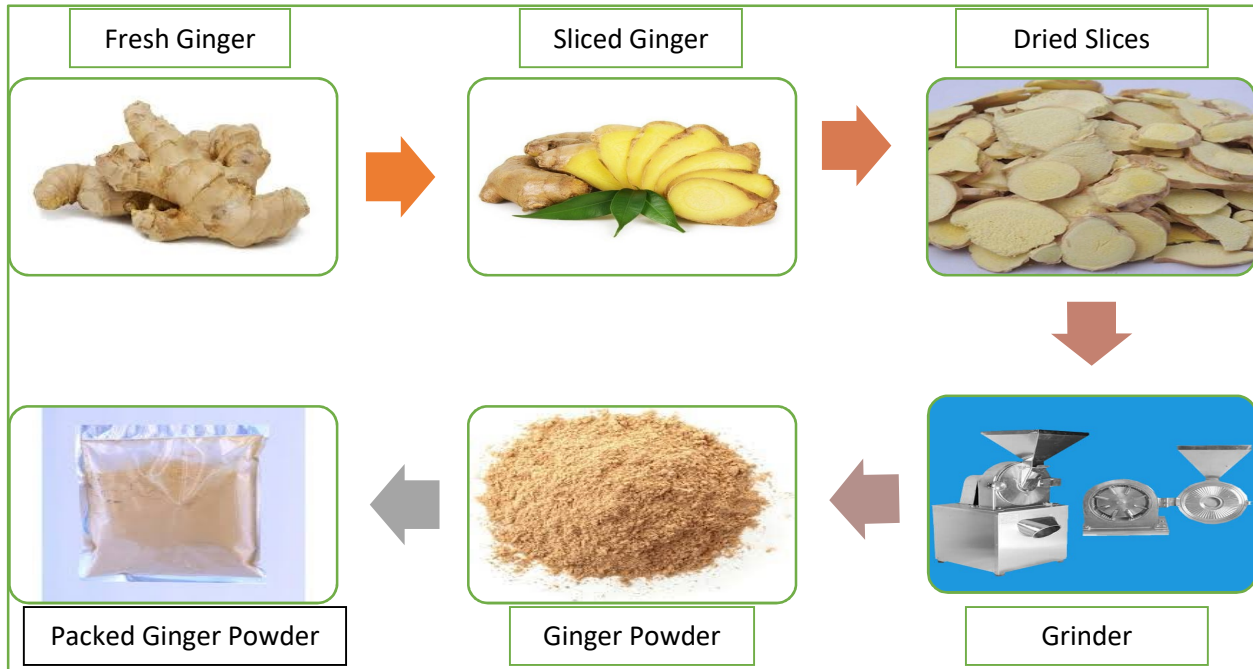 Fresh Ginger
Sliced Ginger
Dried Slices
Packed Ginger Powder
Ginger Powder
Grinder